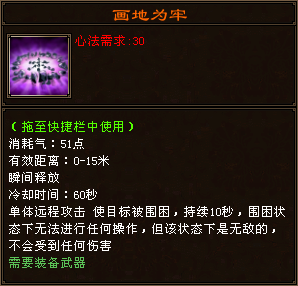 画地为牢
心法需求:30
（拖至快捷栏中使用）
消耗气：51点
有效距离：0-15米
瞬间释放
冷却时间：60秒
单体远程攻击 使目标被围困，持续10秒，围困状
态下无法进行任何操作，但该状态下是无敌的，
不会受到任何伤害
需要装备武器